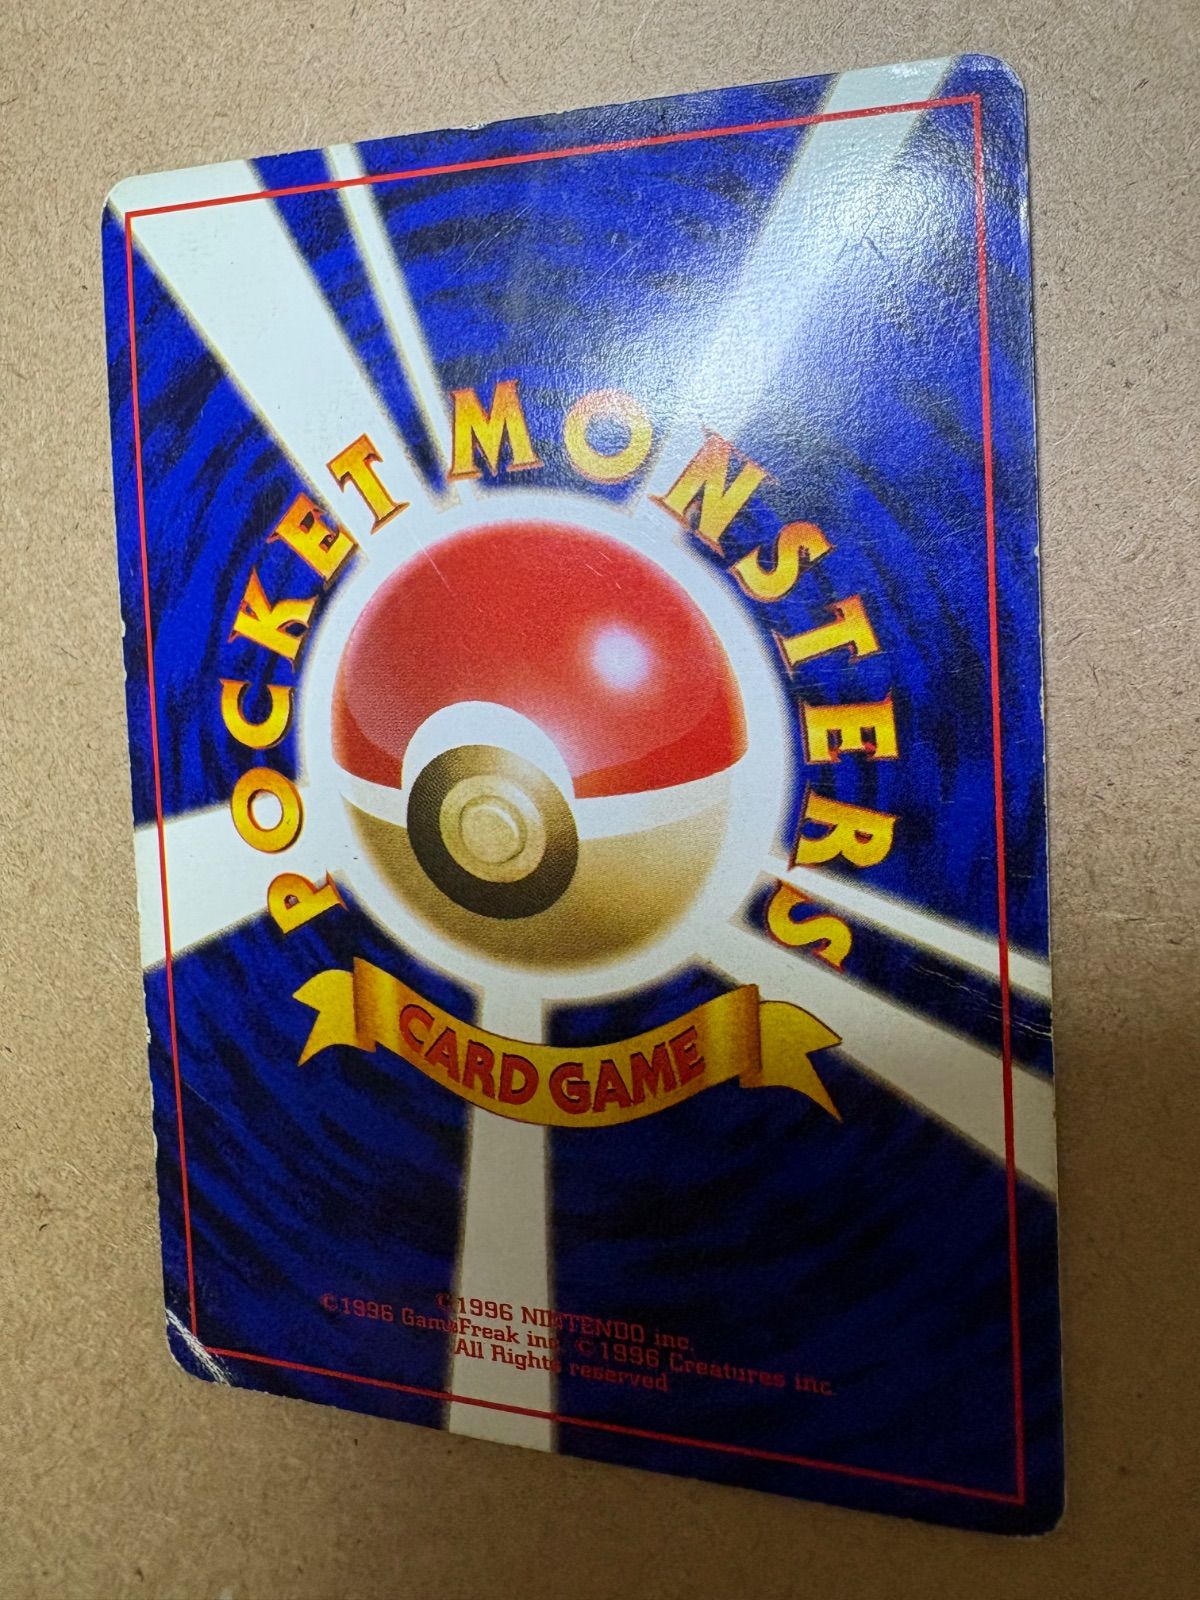 POCKET MONSTERS
CARD GAME
©1996 NINTENDO inc.
©1996 GameFreak inc. ©1996 Creatures inc.
All Rights reserved